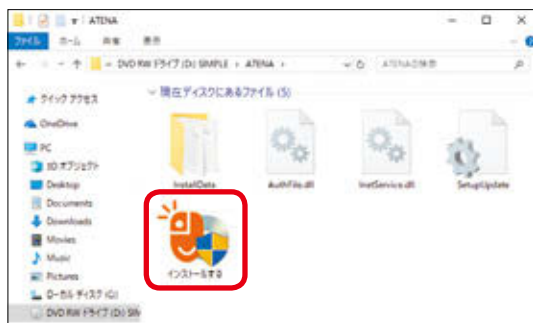 ATENA
ファイル ホーム 共有 表示
DVD RW ドライブ (D:) SIMPLE › ATENA ›
ATENAの検索
クイック アクセス
OneDrive
PC
3D オブジェクト
Desktop
Documents
Downloads
Movies
Music
Pictures
ローカル ディスク (G:)
DVD RW ドライブ (D:) SIM
現在ディスクにあるファイル (5)
InstallData
AuthFile.dll
InetService.dll
SetupUpdate
インストールする